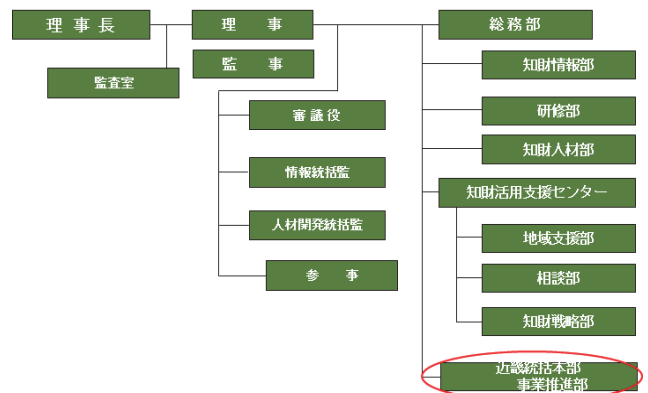 理 事 長
理 事
総 務 部
監 事
知財情報部
監査室
研修部
審 議 役
知財人材部
情報統括監
知財活用支援センター
人材開発統括監
地域支援部
参 事
相談部
知財戦略部
近畿統括本部
事業推進部